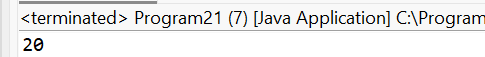 <terminated> Program21 (7) [Java Application] C:\Program
20